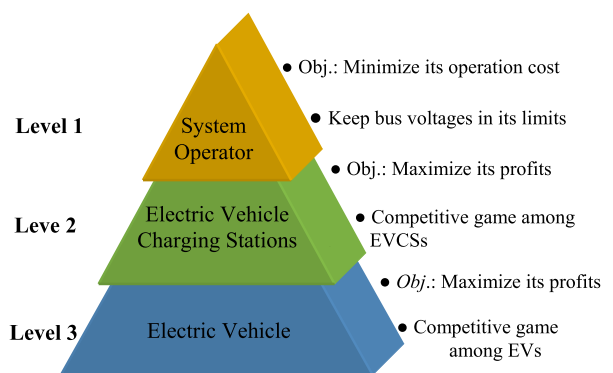 ● Obj.: Minimize its operation cost
Level 1
System
Operator
● Keep bus voltages in its limits
● Obj.: Maximize its profits
Leve 2
Electric Vehicle
Charging Stations
● Competitive game among
EVCSs
● Obj.: Maximize its profits
Level 3
Electric Vehicle
● Competitive game
among EVs